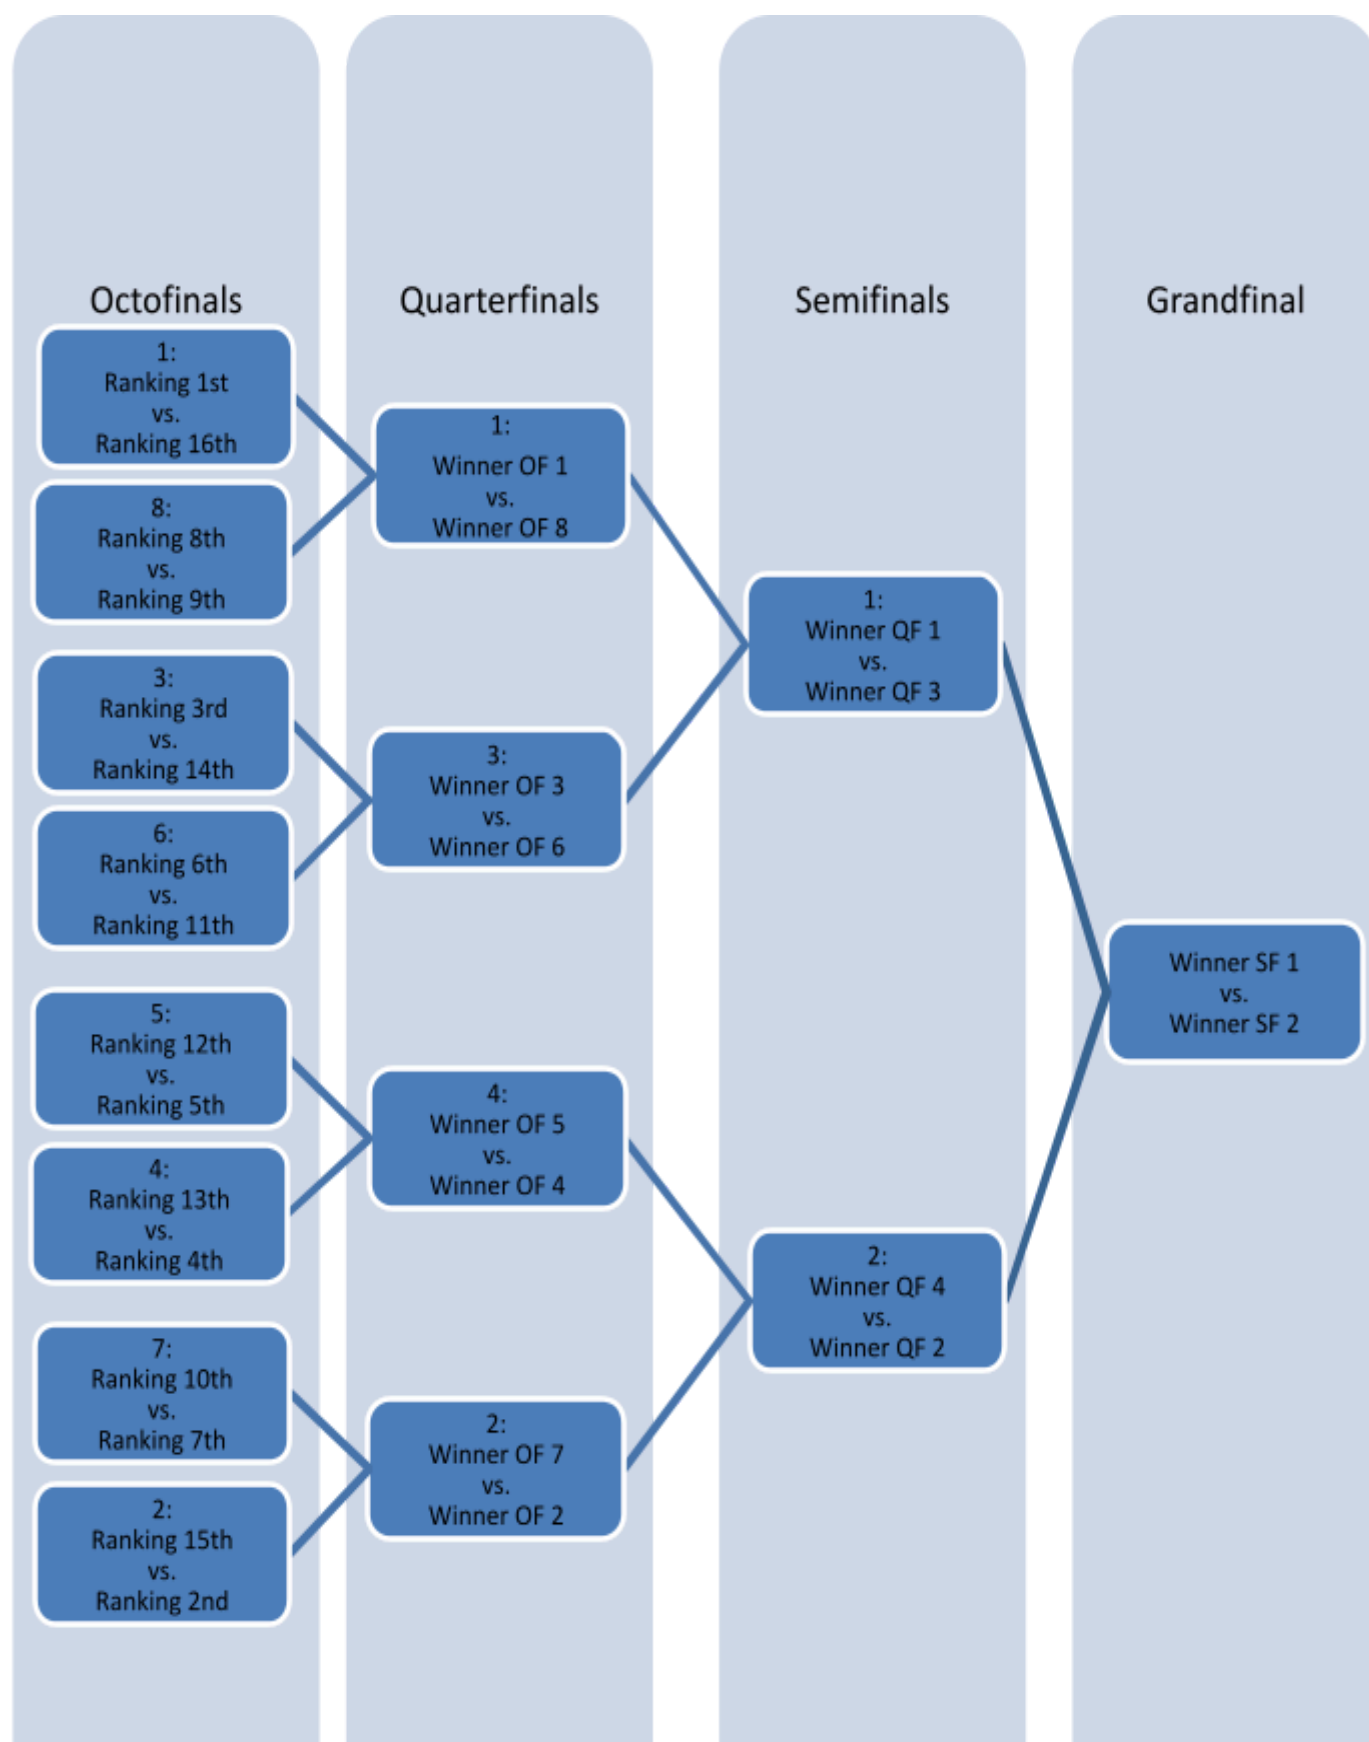 Octofinals
1:
Ranking 1st
vs.
Ranking 16th
8:
Ranking 8th
vs.
Ranking 9th
3:
Ranking 3rd
vs.
Ranking 14th
6:
Ranking 6th
vs.
Ranking 11th
5:
Ranking 12th
vs.
Ranking 5th
4:
Ranking 13th
vs.
Ranking 4th
7:
Ranking 10th
vs.
Ranking 7th
2:
Ranking 15th
vs.
Ranking 2nd
Quarterfinals
1:
Winner OF 1
vs.
Winner OF 8
3:
Winner OF 3
vs.
Winner OF 6
4:
Winner OF 5
vs.
Winner OF 4
2:
Winner OF 7
vs.
Winner OF 2
Semifinals
1:
Winner QF 1
vs.
Winner QF 3
2:
Winner QF 4
vs.
Winner QF 2
Grandfinal
Winner SF 1
vs.
Winner SF 2